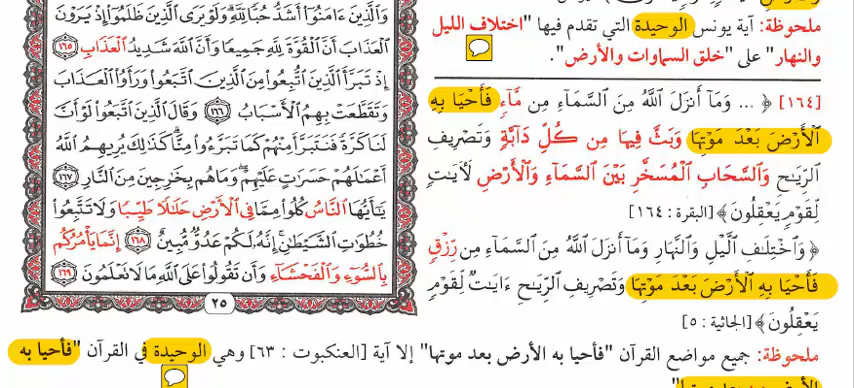 ملحوظة: آية يونس الوحيدة التي تقدم فيها "اختلاف الليل
والنهار" على "خلق السماوات والأرض".
[١٦٤] ﴿ ... وَمَآ أَنزَلَ ٱللَّهُ مِنَ ٱلسَّمَآءِ مِن مَّآءٖ فَأَحۡيَا بِهِ
ٱلۡأَرۡضَ بَعۡدَ مَوۡتِهَا وَبَثَّ فِيهَا مِن كُلِّ دَآبَّةٖ وَتَصۡرِيفِ
ٱلرِّيَٰحِ وَٱلسَّحَابِ ٱلۡمُسَخَّرِ بَيۡنَ ٱلسَّمَآءِ وَٱلۡأَرۡضِ لَأٓيَٰتٖ
لِّقَوۡمٖ يَعۡقِلُونَ﴾ [البقرة : ١٦٤]
﴿ وَٱخۡتِلَٰفِ ٱلَّيۡلِ وَٱلنَّهَارِ وَمَآ أَنزَلَ ٱللَّهُ مِنَ ٱلسَّمَآءِ مِن رِّزۡقٖ
فَأَحۡيَا بِهِ ٱلۡأَرۡضَ بَعۡدَ مَوۡتِهَا وَتَصۡرِيفِ ٱلرِّيَٰحِ ءَايَٰتٞ لِّقَوۡمٖ
يَعۡقِلُونَ﴾ [الجاثية : ٥]
وَٱلَّذِينَ ءَامَنُوٓاْ أَشَدُّ حُبّٗا لِّلَّهِۗ وَلَوۡ يَرَى ٱلَّذِينَ ظَلَمُوٓاْ إِذۡ يَرَوۡنَ
ٱلۡعَذَابَ أَنَّ ٱلۡقُوَّةَ لِلَّهِ جَمِيعٗا وَأَنَّ ٱللَّهَ شَدِيدُ ٱلۡعَذَابِ ١٦٥
إِذۡ تَبَرَّأَ ٱلَّذِينَ ٱتُّبِعُواْ مِنَ ٱلَّذِينَ ٱتَّبَعُواْ وَرَأَوُاْ ٱلۡعَذَابَ
وَتَقَطَّعَتۡ بِهِمُ ٱلۡأَسۡبَابُ ١٦٦ وَقَالَ ٱلَّذِينَ ٱتَّبَعُواْ لَوۡ أَنَّ
لَنَا كَرَّةٗ فَنَتَبَرَّأَ مِنۡهُمۡ كَمَا تَبَرَّءُواْ مِنَّاۗ كَذَٰلِكَ يُرِيهِمُ ٱللَّهُ
أَعۡمَٰلَهُمۡ حَسَرَٰتٍ عَلَيۡهِمۡۖ وَمَا هُم بِخَٰرِجِينَ مِنَ ٱلنَّارِ ١٦٧
يَٰٓأَيُّهَا ٱلنَّاسُ كُلُواْ مِمَّا فِي ٱلۡأَرۡضِ حَلَٰلٗا طَيِّبٗا وَلَا تَتَّبِعُواْ
خُطُوَٰتِ ٱلشَّيۡطَٰنِۚ إِنَّهُۥ لَكُمۡ عَدُوّٞ مُّبِينٌ ١٦٨ إِنَّمَا يَأۡمُرُكُم
بِٱلسُّوٓءِ وَٱلۡفَحۡشَآءِ وَأَن تَقُولُواْ عَلَى ٱللَّهِ مَا لَا تَعۡلَمُونَ ١٦٩
٢٥
ملحوظة: جميع مواضع القرآن "فأحيا به الأرض بعد موتها" إلا آية [العنكبوت : ٦٣] وهي الوحيدة في القرآن "فأحيا به